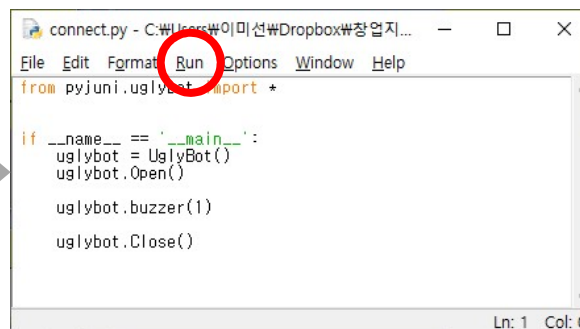 connect.py - C:₩Users₩이미선₩Dropbox₩창업지...
File Edit Format Run Options Window Help
from pyjuni.uglybot import *
if __name__ == '__main__':
    uglybot = UglyBot()
    uglybot.Open()
    uglybot.buzzer(1)
    uglybot.Close()
Ln: 1 Col: